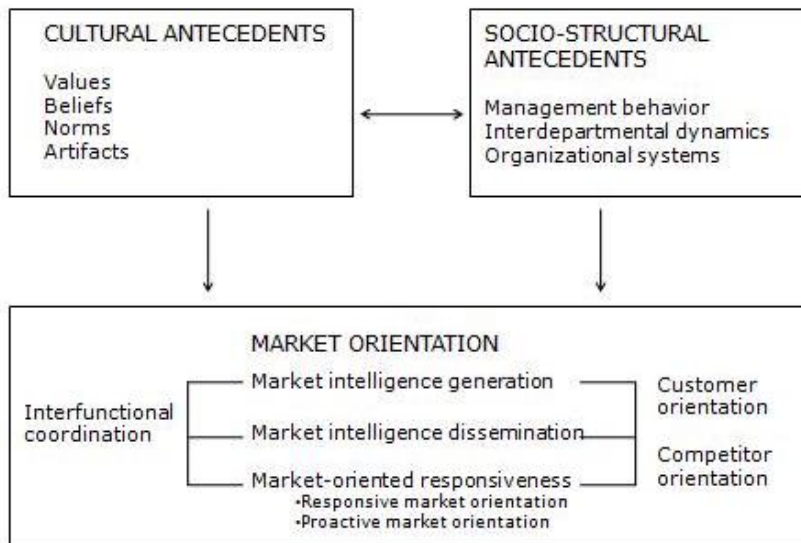 CULTURAL ANTECEDENTS
Values
Beliefs
Norms
Artifacts
SOCIO-STRUCTURAL
ANTECEDENTS
Management behavior
Interdepartmental dynamics
Organizational systems
MARKET ORIENTATION
Interfunctional
coordination
Market intelligence generation
Market intelligence dissemination
Market-oriented responsiveness
•Responsive market orientation
•Proactive market orientation
Customer
orientation
Competitor
orientation